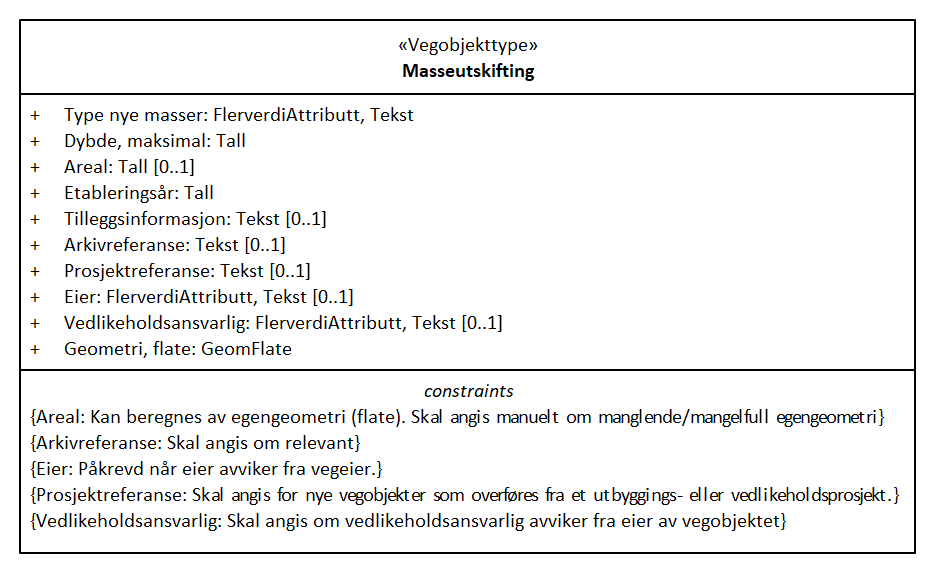 «Vegobjekttype»
Masseutskifting
+ Type nye masser: FlerverdiAttributt, Tekst
+ Dybde, maksimal: Tall
+ Areal: Tall [0..1]
+ Etableringsår: Tall
+ Tilleggsinformasjon: Tekst [0..1]
+ Arkivreferanse: Tekst [0..1]
+ Prosjektreferanse: Tekst [0..1]
+ Eier: FlerverdiAttributt, Tekst [0..1]
+ Vedlikeholdsansvarlig: FlerverdiAttributt, Tekst [0..1]
+ Geometri, flate: GeomFlate
constraints
{Areal: Kan beregnes av egengeometri (flate). Skal angis manuelt om manglende/mangelfull egengeometri}
{Arkivreferanse: Skal angis om relevant}
{Eier: Påkrevd når eier avviker fra vegeier.}
{Prosjektreferanse: Skal angis for nye vegobjekter som overføres fra et utbyggings- eller vedlikeholdsprosjekt.}
{Vedlikeholdsansvarlig: Skal angis om vedlikeholdsansvarlig avviker fra eier av vegobjektet}